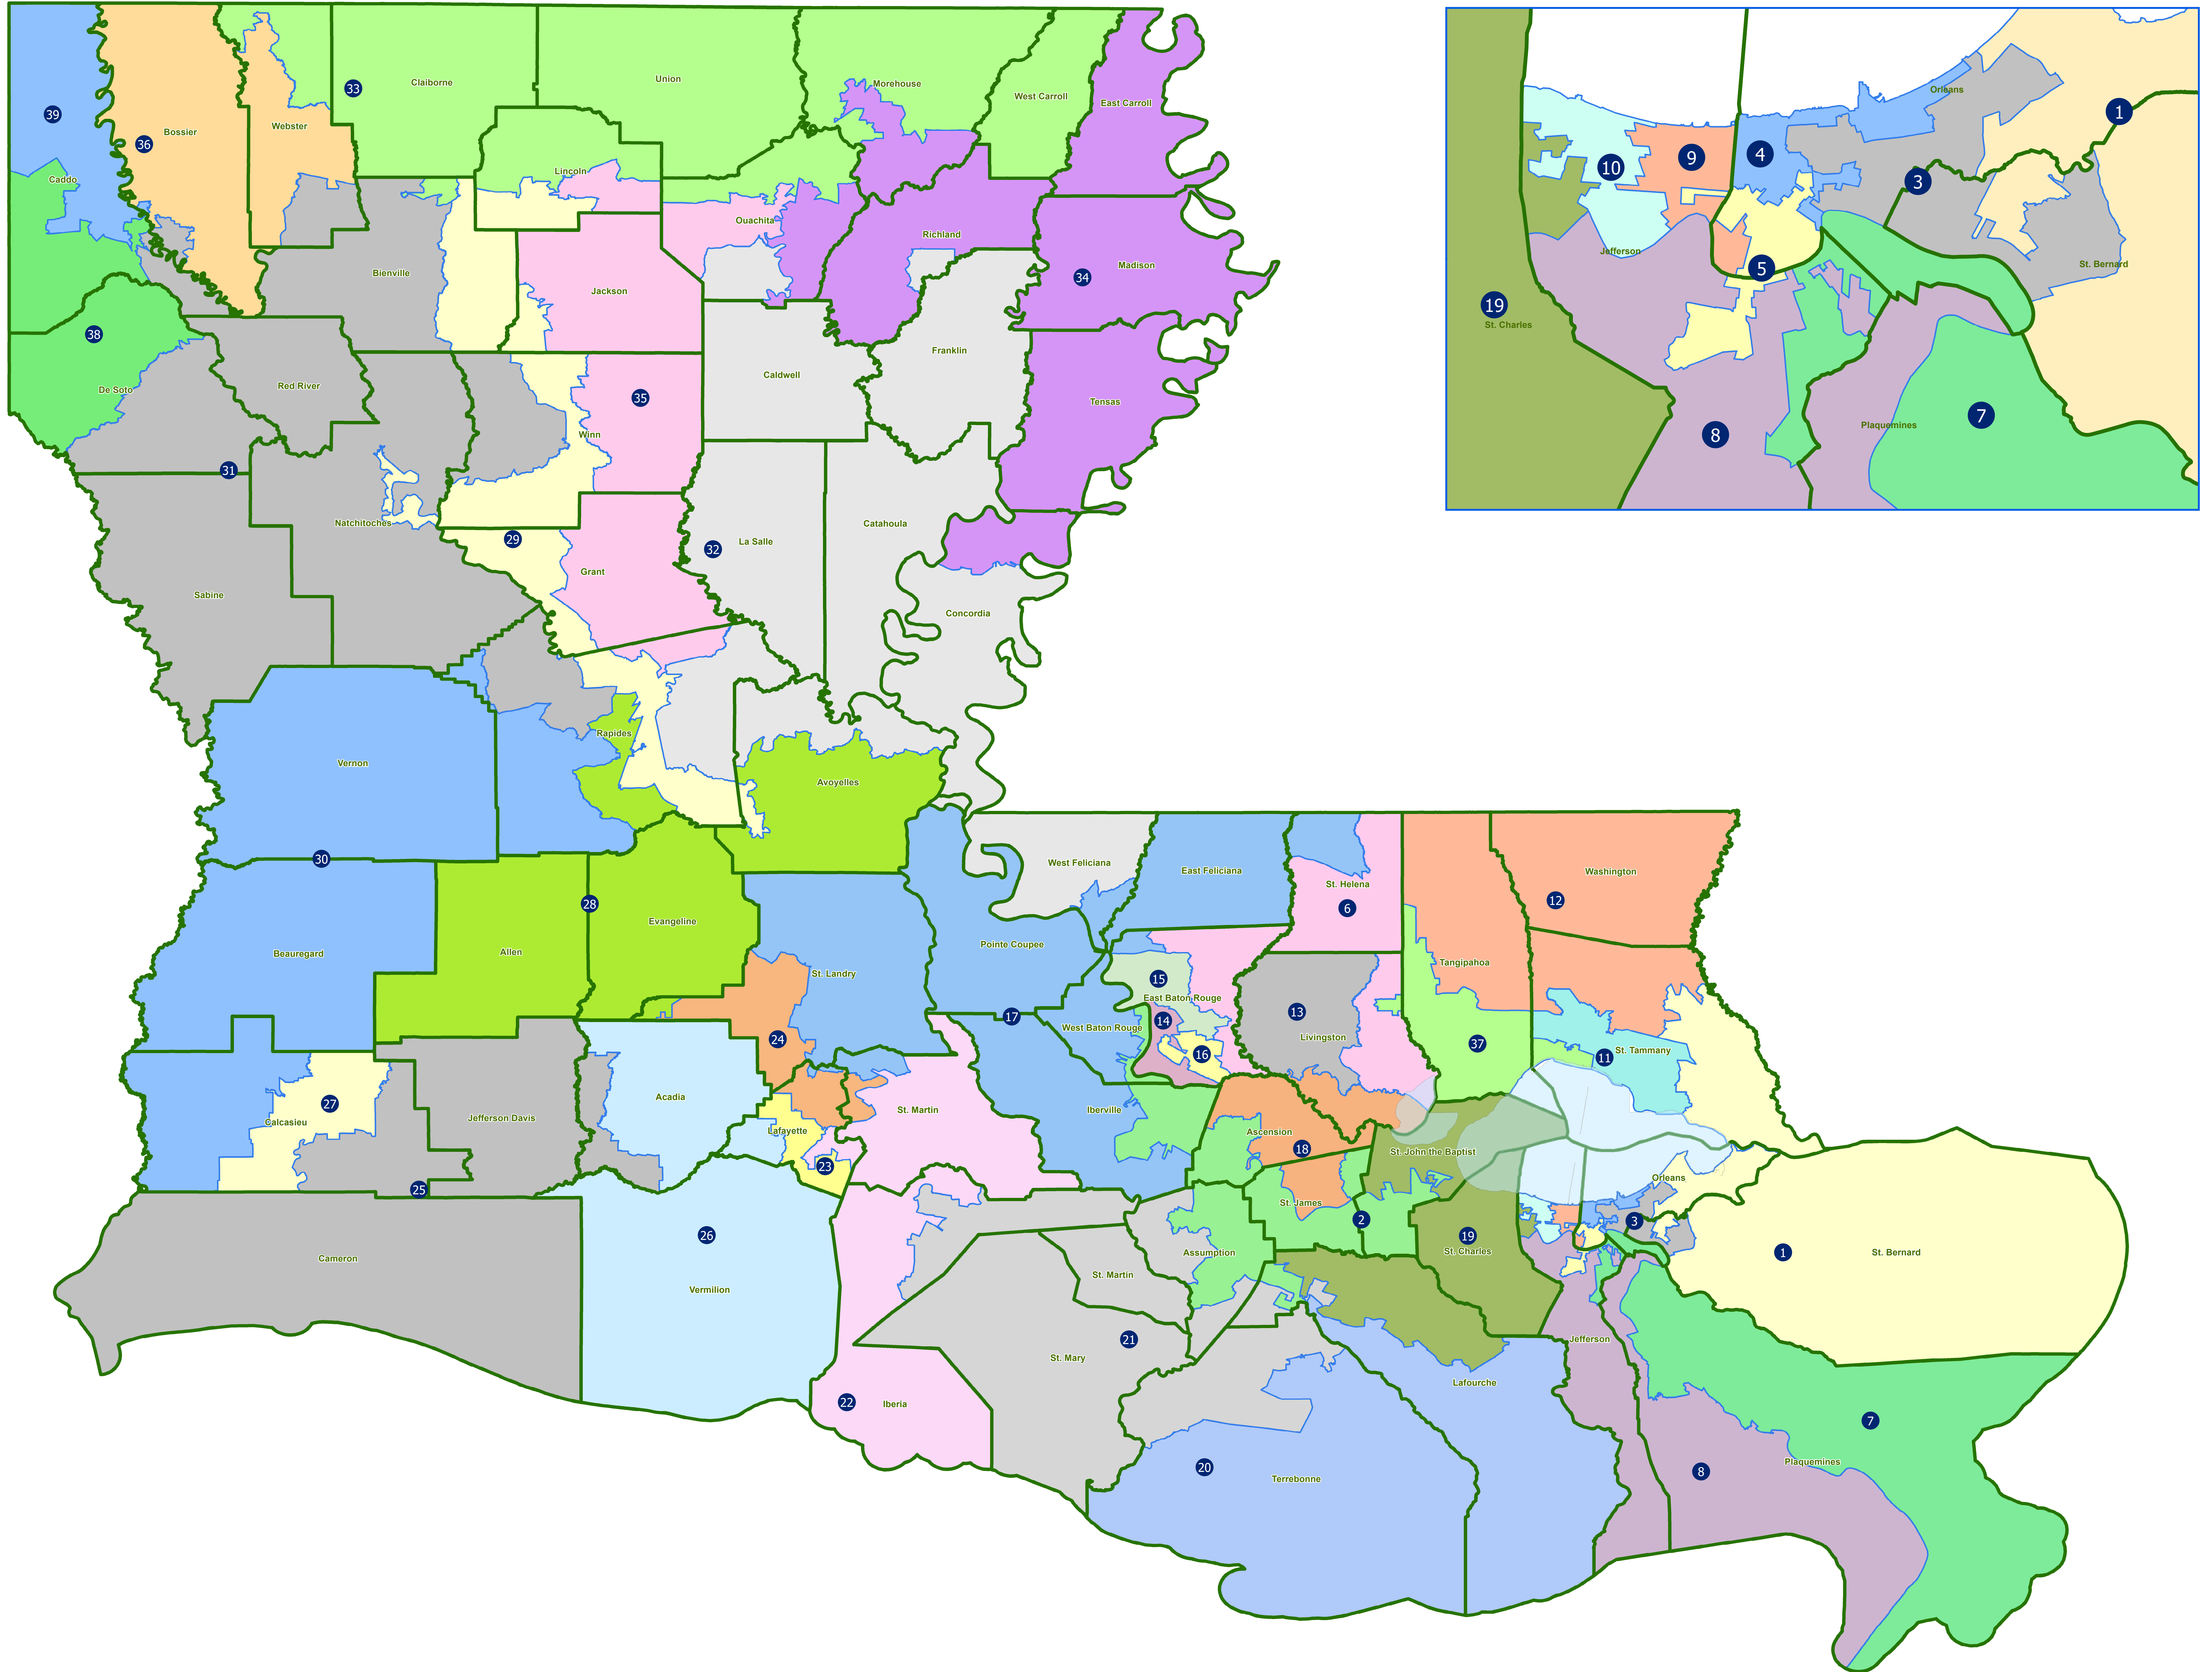 33
Claiborne
Union
Morehouse
West Carroll
East Carroll
39
36
Bossier
Webster
Caddo
Lincoln
Ouachita
Richland
Madison
34
Bienville
Jackson
38
De Soto
Red River
Caldwell
Franklin
Tensas
35
Winn
31
Natchitoches
29
32
La Salle
Catahoula
Grant
Sabine
Concordia
Rapides
Vernon
Avoyelles
30
28
Evangeline
Allen
Beauregard
St. Landry
Pointe Coupee
West Feliciana
East Feliciana
St. Helena
6
Washington
12
Tangipahoa
15
East Baton Rouge
14
16
West Baton Rouge
17
13
Livingston
37
11
St. Tammany
24
27
Calcasieu
Jefferson Davis
Acadia
Lafayette
23
St. Martin
Iberville
Ascension
18
St. John the Baptist
St. James
2
19
St. Charles
Orleans
3
1
St. Bernard
25
Cameron
26
Vermilion
Assumption
St. Martin
21
St. Mary
22
Iberia
20
Terrebonne
Lafourche
Jefferson
8
7
Plaquemines
Orleans
1
10
9
4
3
Jefferson
5
St. Bernard
19
St. Charles
8
Plaquemines
7